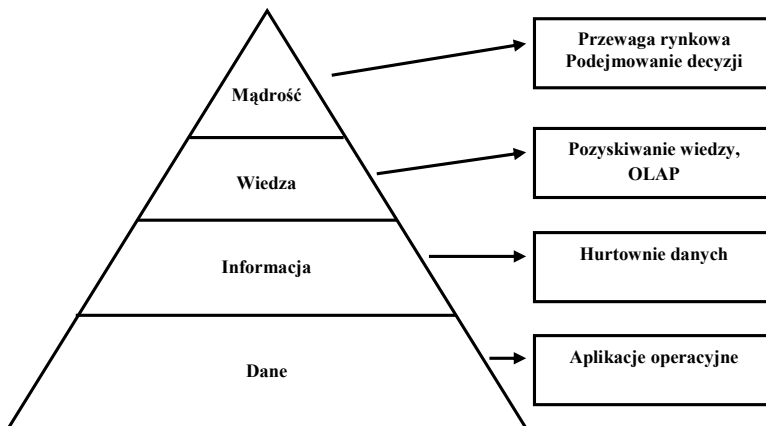 Mądrość
Przewaga rynkowa
Podejmowanie decyzji
Wiedza
Pozyskiwanie wiedzy,
OLAP
Informacja
Hurtownie danych
Dane
Aplikacje operacyjne